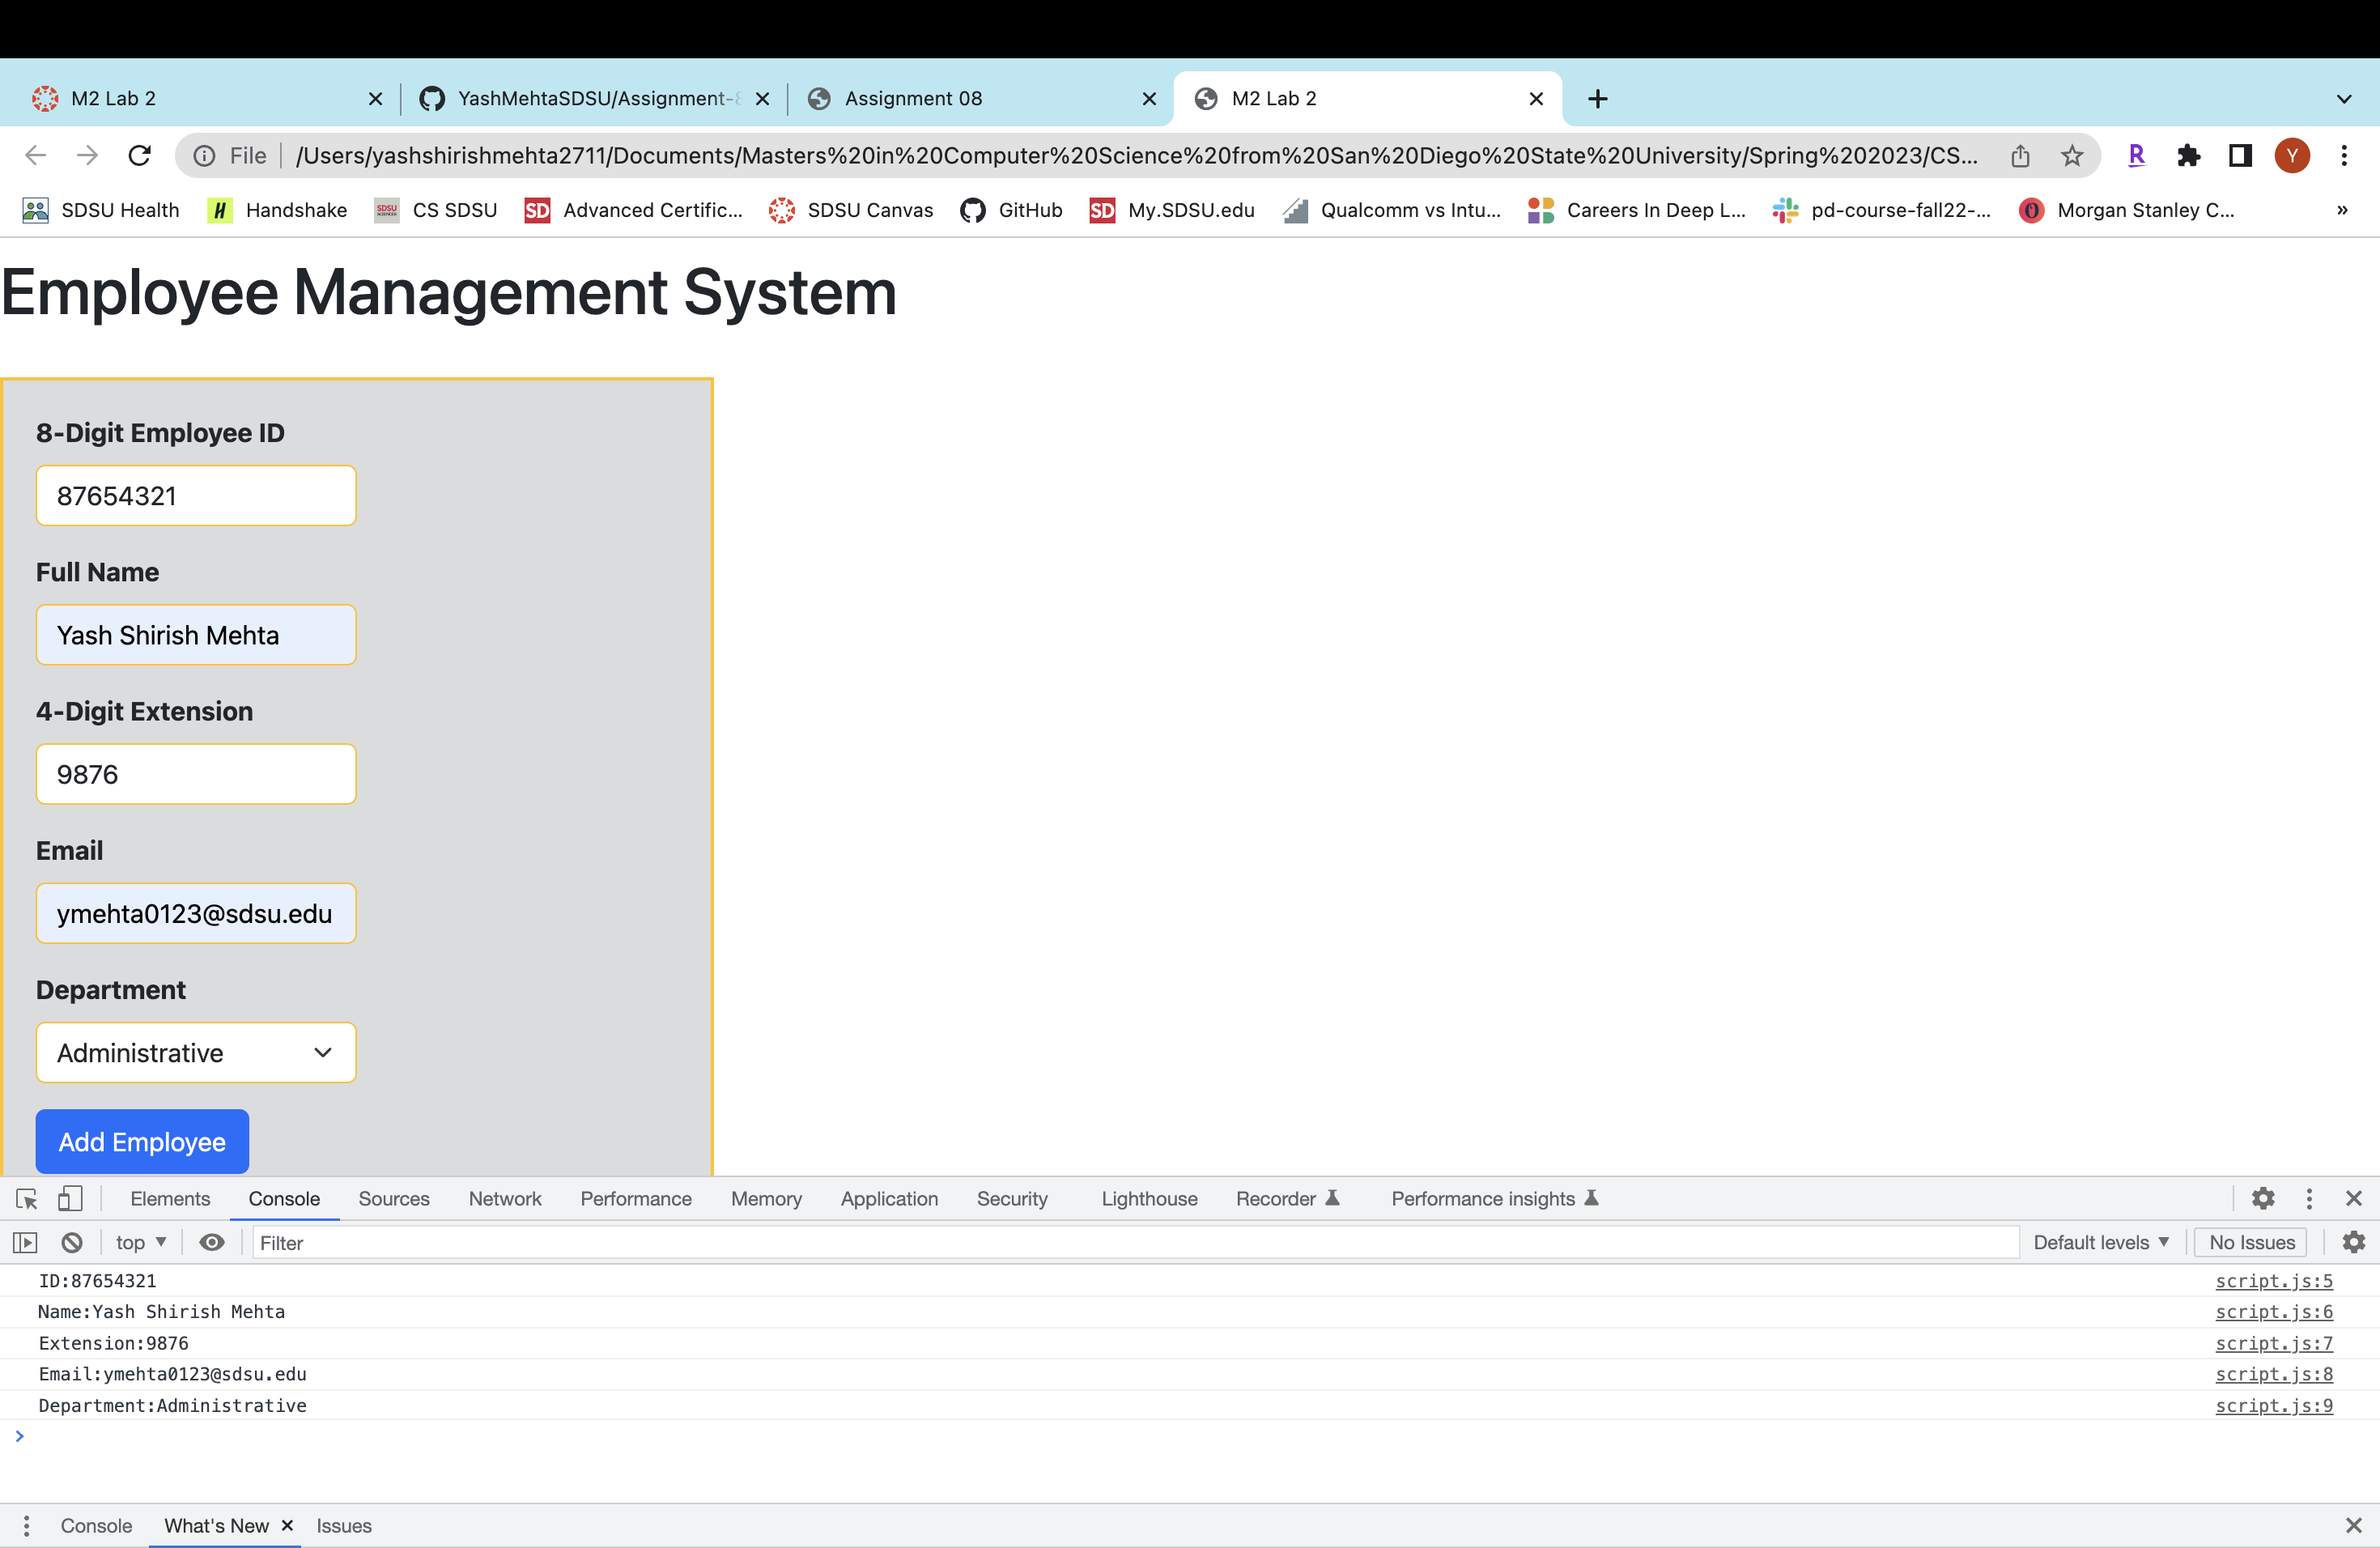 M2 Lab 2 YashMehtaSDSU/Assignment-8 Assignment 08 M2 Lab 2
File /Users/yashshirishmehta2711/Documents/Masters%20in%20Computer%20Science%20from%20San%20Diego%20State%20University/Spring%202023/CS... R Y
SDSU Health H Handshake SDSU CS SDSU SD Advanced Certific... SDSU Canvas GitHub SD My.SDSU.edu Qualcomm vs Intu... Careers In Deep L... pd-course-fall22-... Morgan Stanley C... »
Employee Management System
8-Digit Employee ID
87654321
Full Name
Yash Shirish Mehta
4-Digit Extension
9876
Email
ymehta0123@sdsu.edu
Department
Administrative
Add Employee
Elements Console Sources Network Performance Memory Application Security Lighthouse Recorder Performance insights
top Filter Default levels No Issues
ID:87654321 script.js:5
Name:Yash Shirish Mehta script.js:6
Extension:9876 script.js:7
Email:ymehta0123@sdsu.edu script.js:8
Department:Administrative script.js:9
Console What's New Issues